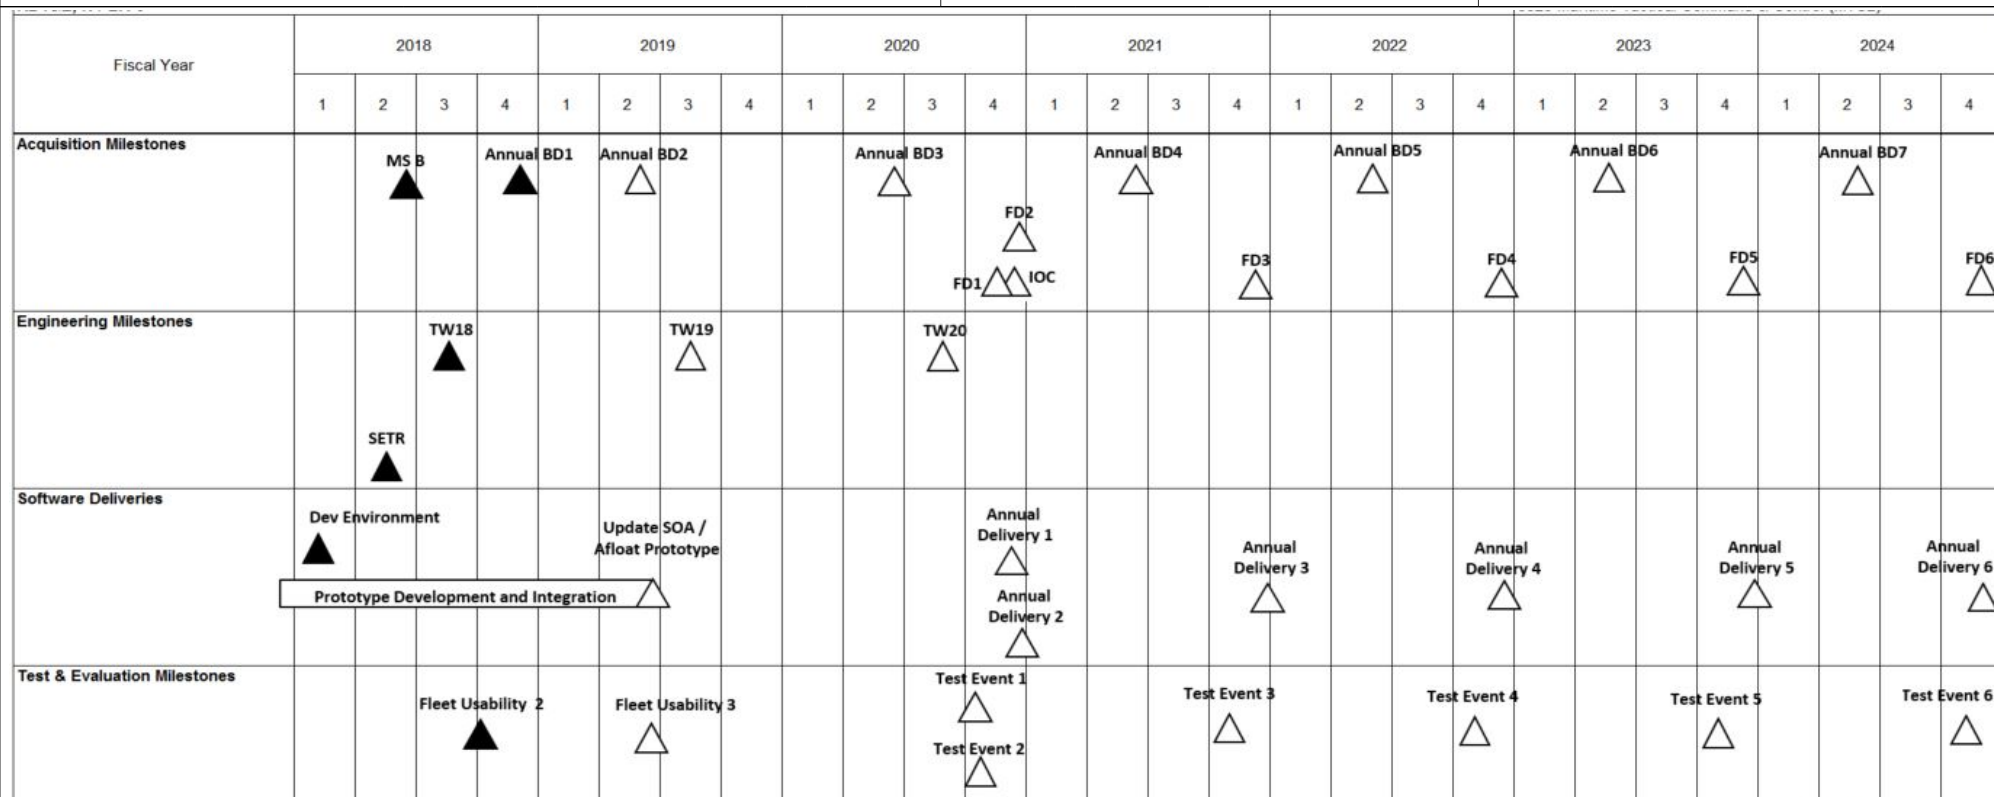 Fiscal Year
2018 2019 2020 2021 2022 2023 2024
1 2 3 4 1 2 3 4 1 2 3 4 1 2 3 4 1 2 3 4 1 2 3 4 1 2 3 4
Acquisition Milestones
MS B
Annual BD1
Annual BD2
Annual BD3
Annual BD4
Annual BD5
Annual BD6
Annual BD7
FD2
FD1
IOC
FD3
FD4
FD5
FD6
Engineering Milestones
TW18
TW19
TW20
SETR
Software Deliveries
Dev Environment
Update SOA /
Afloat Prototype
Prototype Development and Integration
Annual
Delivery 1
Annual
Delivery 2
Annual
Delivery 3
Annual
Delivery 4
Annual
Delivery 5
Annual
Delivery 6
Test & Evaluation Milestones
Fleet Usability 2
Fleet Usability 3
Test Event 1
Test Event 2
Test Event 3
Test Event 4
Test Event 5
Test Event 6